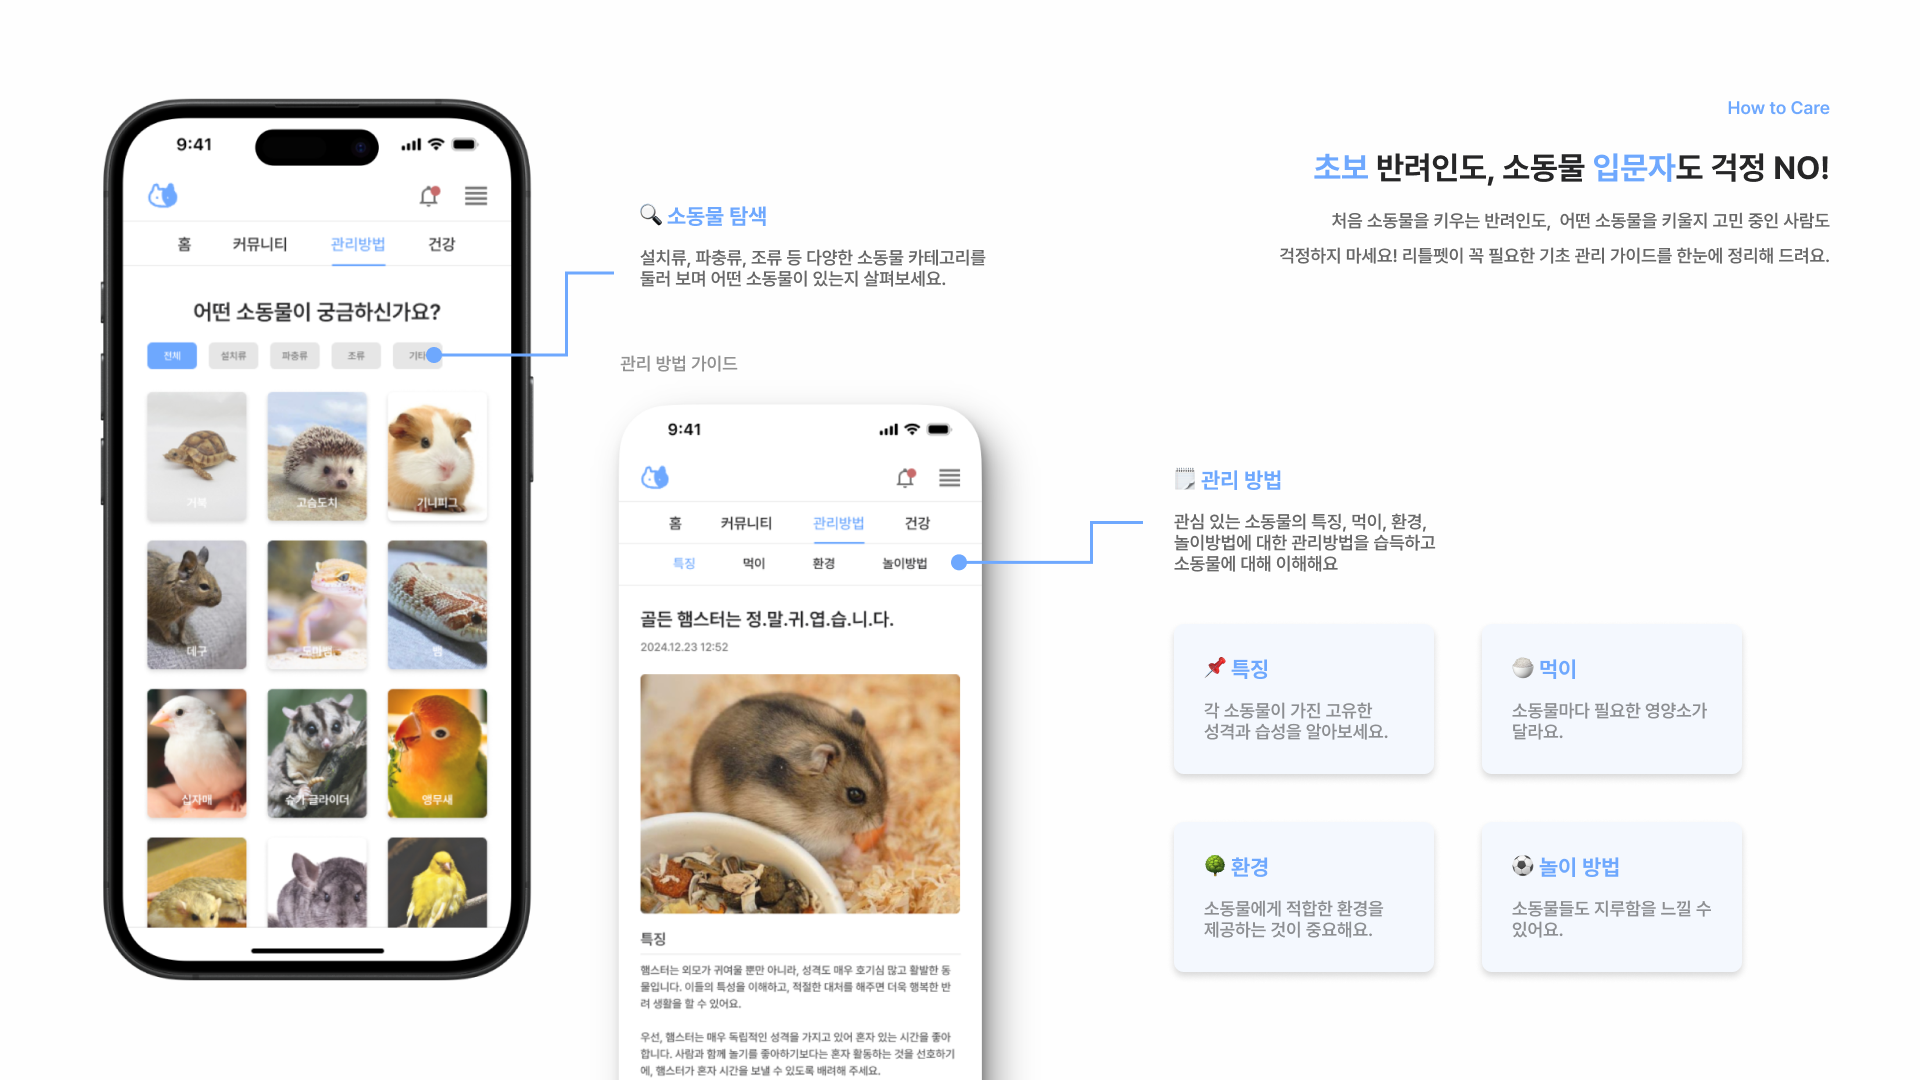 How to Care
초보 반려인도, 소동물 입문자도 걱정 NO!
처음 소동물을 키우는 반려인도, 어떤 소동물을 키울지 고민 중인 사람도
걱정하지 마세요! 리틀펫이 꼭 필요한 기초 관리 가이드를 한눈에 정리해 드려요.
9:41
홈
커뮤니티
관리방법
건강
어떤 소동물이 궁금하신가요?
전체
설치류
파충류
조류
기타
거북
고슴도치
기니피그
데구
도마뱀
뱀
십자매
슈가 글라이더
앵무새
소동물 탐색
설치류, 파충류, 조류 등 다양한 소동물 카테고리를
둘러 보며 어떤 소동물이 있는지 살펴보세요.
관리 방법 가이드
9:41
홈
커뮤니티
관리방법
건강
특징
먹이
환경
놀이방법
골든 햄스터는 정.말.귀.엽.습.니.다.
2024.12.23 12:52
특징
햄스터는 외모가 귀여울 뿐만 아니라, 성격도 매우 호기심 많고 활발한 동
물입니다. 이들의 특성을 이해하고, 적절한 대처를 해주면 더욱 행복한 반
려 생활을 할 수 있어요.
우선, 햄스터는 매우 독립적인 성격을 가지고 있어 혼자 있는 시간을 좋아
합니다. 사람과 함께 놀기를 좋아하기보다는 혼자 활동하는 것을 선호하기
에, 햄스터가 혼자 시간을 보낼 수 있도록 배려해 주세요.
관리 방법
관심 있는 소동물의 특징, 먹이, 환경,
놀이방법에 대한 관리방법을 습득하고
소동물에 대해 이해해요
특징
각 소동물이 가진 고유한
성격과 습성을 알아보세요.
먹이
소동물마다 필요한 영양소가
달라요.
환경
소동물에게 적합한 환경을
제공하는 것이 중요해요.
놀이 방법
소동물들도 지루함을 느낄 수
있어요.